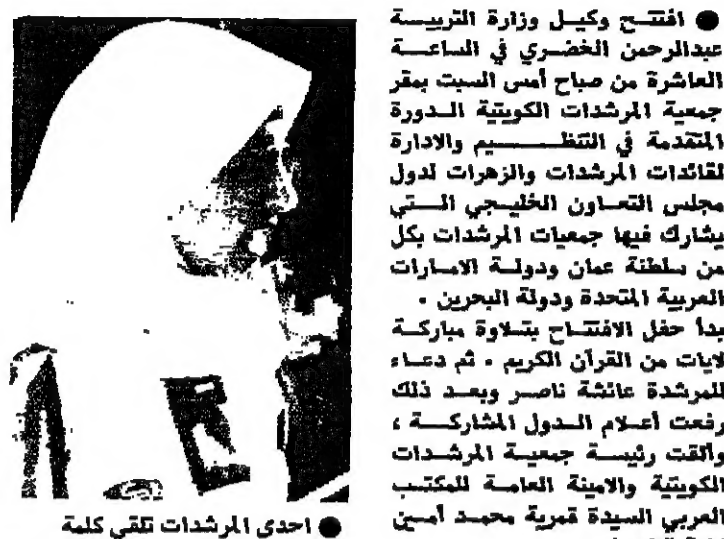 ● افتتح وكيل وزارة التربية
عبدالرحمن الخضري في الساعة
العاشرة من صباح أمس السبت بمقر
جمعية المرشدات الكويتية الدورة
المتقدمة في التنظيم والادارة
لقائدات المرشدات والزهرات لدول
مجلس التعاون الخليجي التي
يشارك فيها جمعيات المرشدات بكل
من سلطنة عمان ودولة الامارات
العربية المتحدة ودولة البحرين ٠
بدأ حفل الافتتاح بتلاوة مباركة
لايات من القرآن الكريم ٠ ثم دعاء
للمرشدة عائشة ناصر وبعد ذلك
رفعت أعلام الدول المشاركة ،
وألقت رئيسة جمعية المرشدات
الكويتية والامينة العامة للمكتب
العربي السيدة قمرية محمد أمين
● احدى المرشدات تلقي كلمة